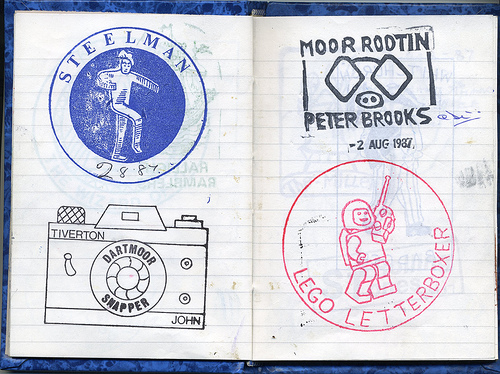 STEELMAN
2 8.87.
TIVERTON
DARTMOOR
SNAPPER
JOHN
MOOR ROOTIN
PETER BROOKS
-2 AUG 1987.
LEGO LETTERBOXER